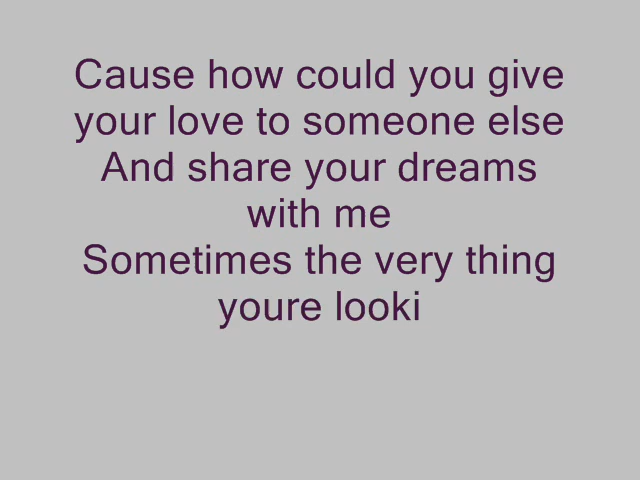 Cause how could you give
your love to someone else
And share your dreams
with me
Sometimes the very thing
youre looki